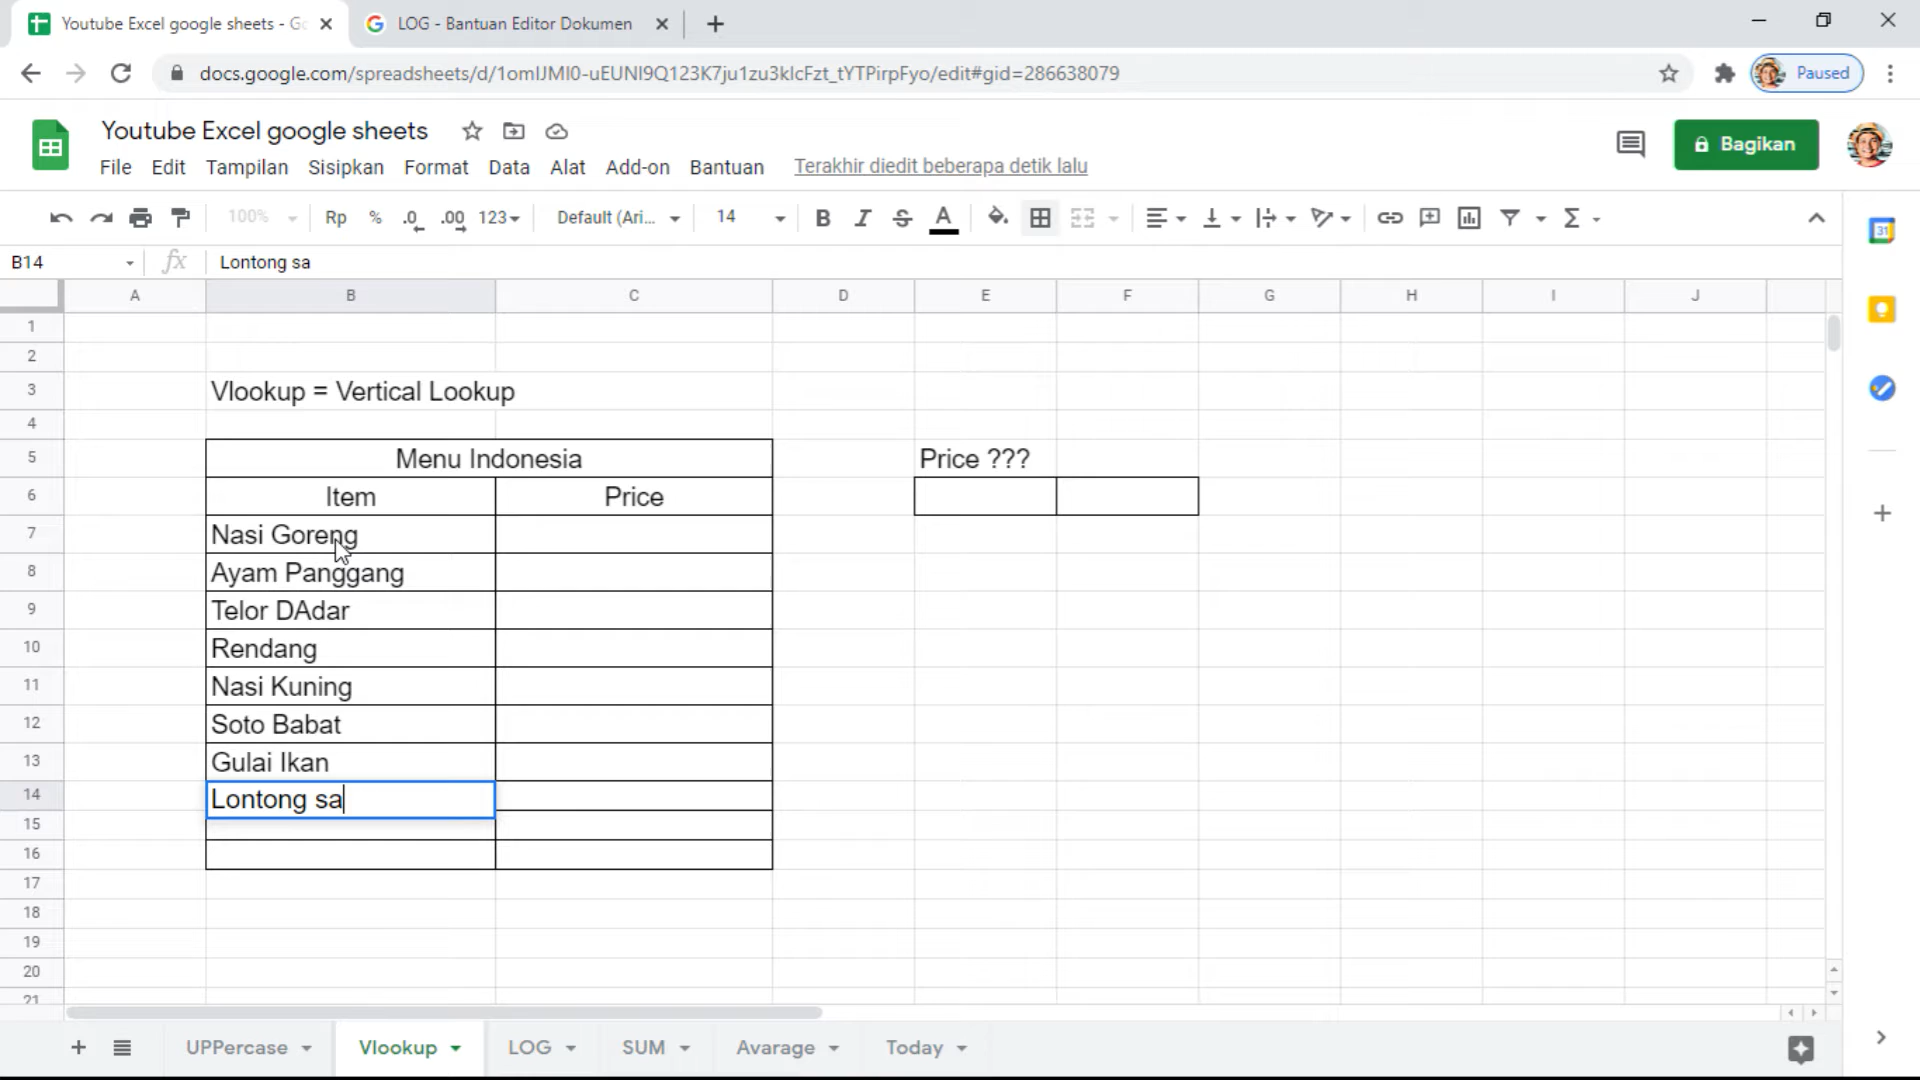 Youtube Excel google sheets - Go
LOG - Bantuan Editor Dokumen
docs.google.com/spreadsheets/d/1omIJMI0-uEUNI9Q123K7ju1zu3kIcFzt_tYTPirpFyo/edit#gid=286638079
Paused
Youtube Excel google sheets
Bagikan
File Edit Tampilan Sisipkan Format Data Alat Add-on Bantuan Terakhir diedit beberapa detik lalu
100% Rp % .0 .00 123 Default (Ari... 14 B I S A Σ
B14 fx Lontong sa
A B C D E F G H I J
1
2
3 Vlookup = Vertical Lookup
4
5 Menu Indonesia Price ???
6 Item Price
7 Nasi Goreng
8 Ayam Panggang
9 Telor DAdar
10 Rendang
11 Nasi Kuning
12 Soto Babat
13 Gulai Ikan
14 Lontong sa
15
16
17
18
19
20
21
31
+ UPPercase Vlookup LOG SUM Avarage Today